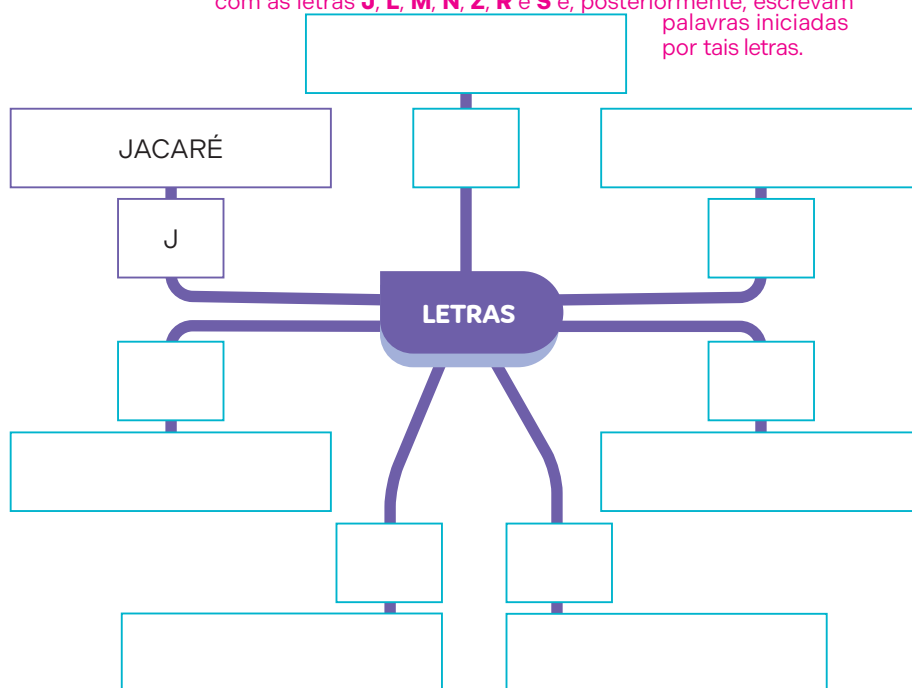 com as letras J, L, M, N, Z, R e S e, posteriormente, escrevam
palavras iniciadas
por tais letras.
JACARÉ
J
LETRAS